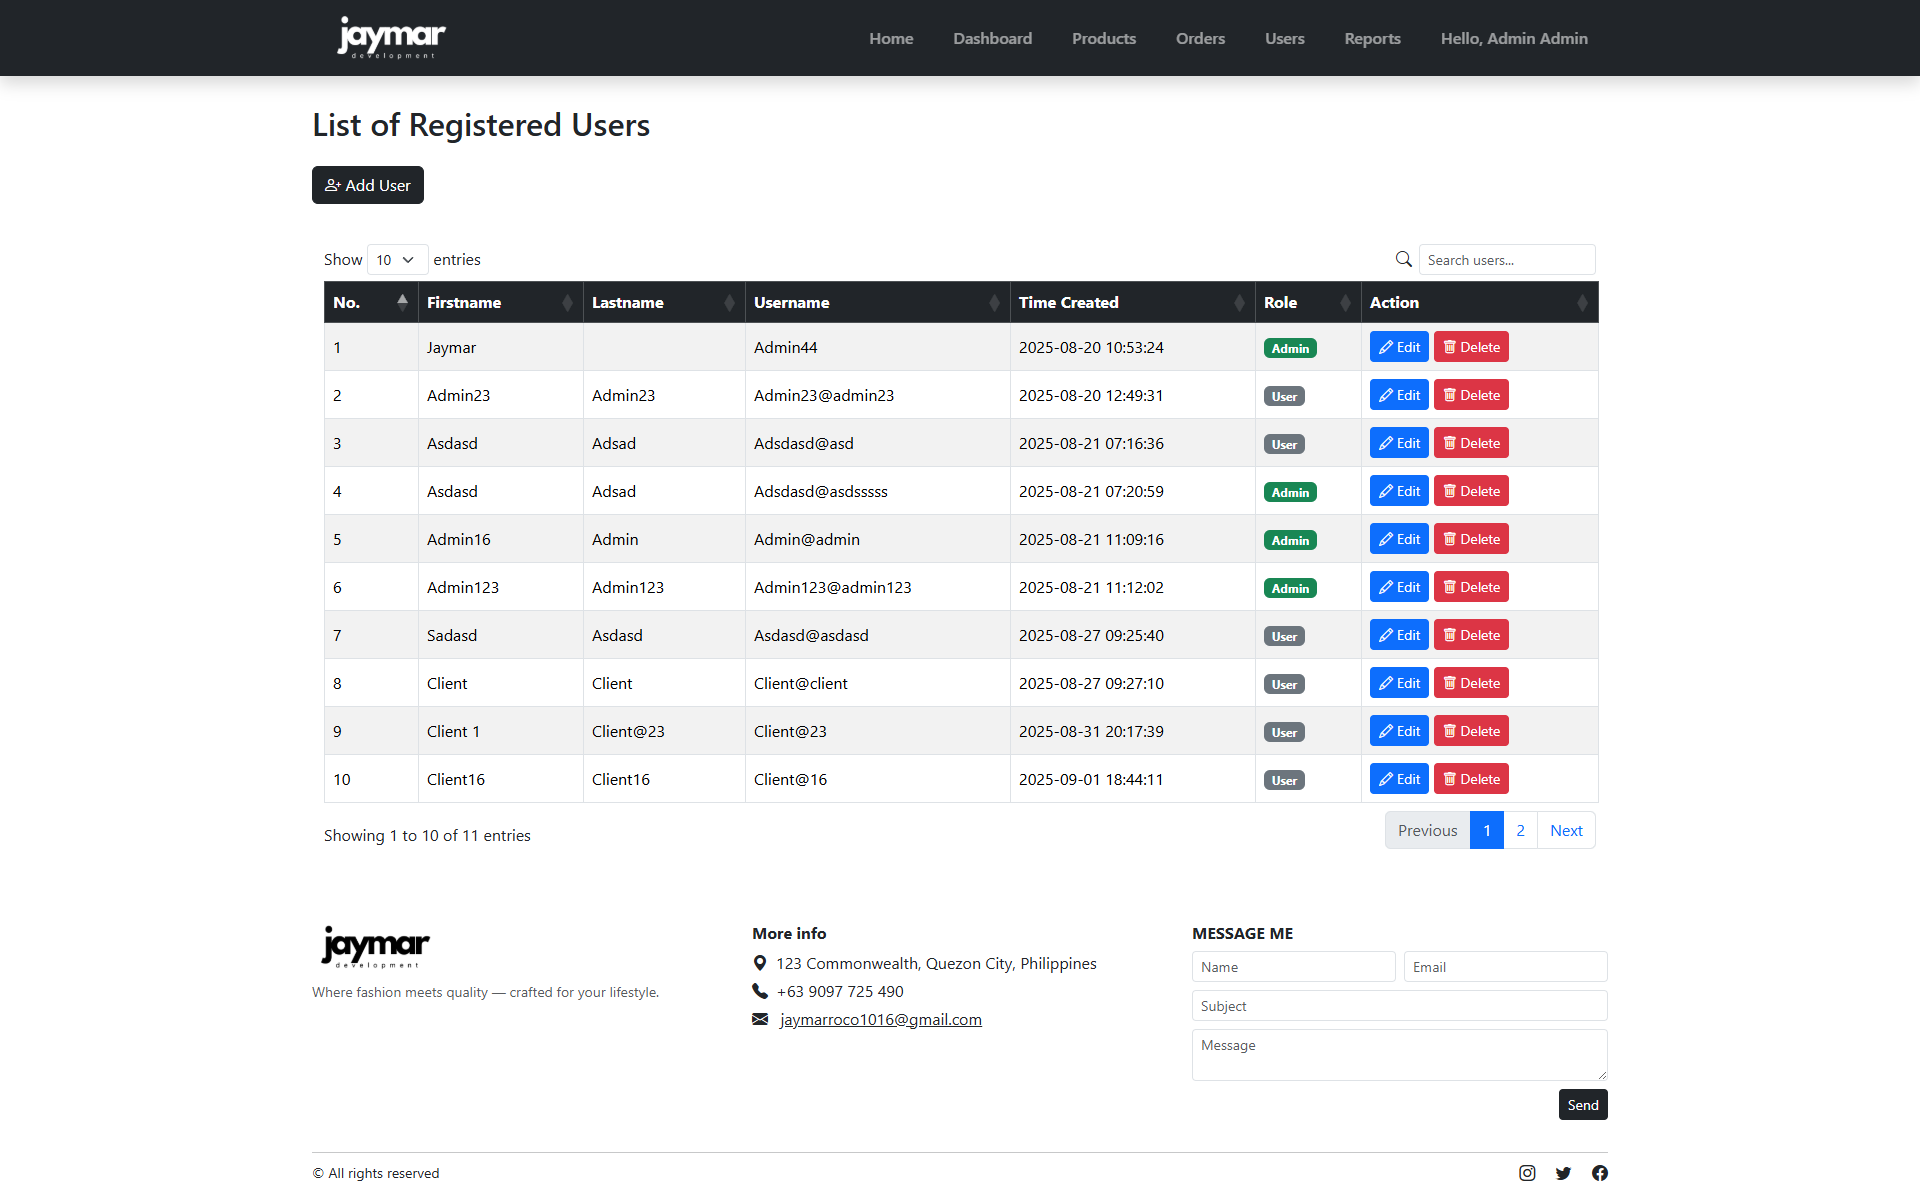 jaymar
development
Home Dashboard Products Orders Users Reports Hello, Admin Admin
List of Registered Users
Add User
Show 10 entries
Search users...
No. Firstname Lastname Username Time Created Role Action
1 Jaymar Admin44 2025-08-20 10:53:24 Admin Edit Delete
2 Admin23 Admin23 Admin23@admin23 2025-08-20 12:49:31 User Edit Delete
3 Asdasd Adsad Adsdasd@asd 2025-08-21 07:16:36 User Edit Delete
4 Asdasd Adsad Adsdasd@asdsssss 2025-08-21 07:20:59 Admin Edit Delete
5 Admin16 Admin Admin@admin 2025-08-21 11:09:16 Admin Edit Delete
6 Admin123 Admin123 Admin123@admin123 2025-08-21 11:12:02 Admin Edit Delete
7 Sadasd Asdasd Asdasd@asdasd 2025-08-27 09:25:40 User Edit Delete
8 Client Client Client@client 2025-08-27 09:27:10 User Edit Delete
9 Client 1 Client@23 Client@23 2025-08-31 20:17:39 User Edit Delete
10 Client16 Client16 Client@16 2025-09-01 18:44:11 User Edit Delete
Showing 1 to 10 of 11 entries
Previous 1 2 Next
jaymar
development
Where fashion meets quality — crafted for your lifestyle.
More info
123 Commonwealth, Quezon City, Philippines
+63 9097 725 490
jaymarroco1016@gmail.com
MESSAGE ME
Name Email
Subject
Message
Send
© All rights reserved